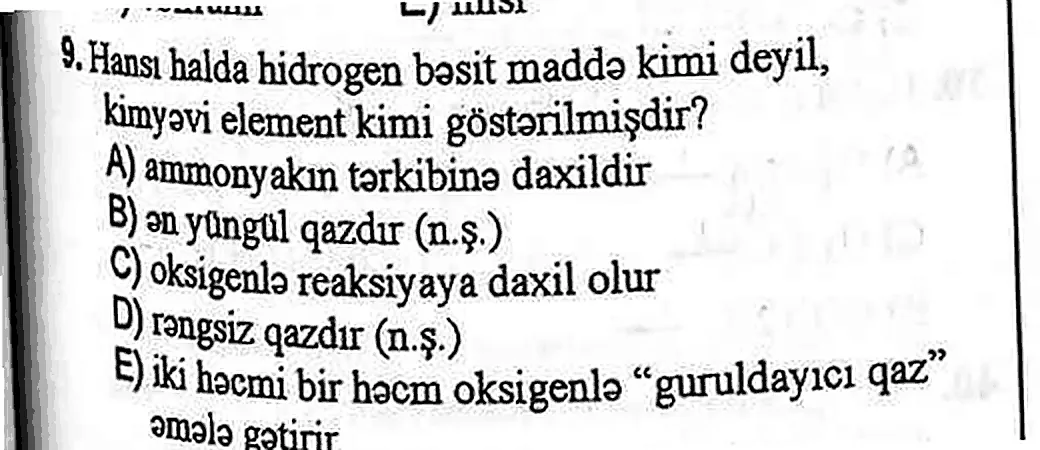 9. Hansı halda hidrogen bəsit maddə kimi deyil,
kimyəvi element kimi göstərilmişdir?
A) ammonyakın tərkibinə daxildir
B) ən yüngül qazdır (n.ş.)
C) oksigenlə reaksiyaya daxil olur
D) rəngsiz qazdır (n.ş.)
E) iki həcmi bir həcm oksigenlə “guruldayıcı qaz”
əmələ gətirir